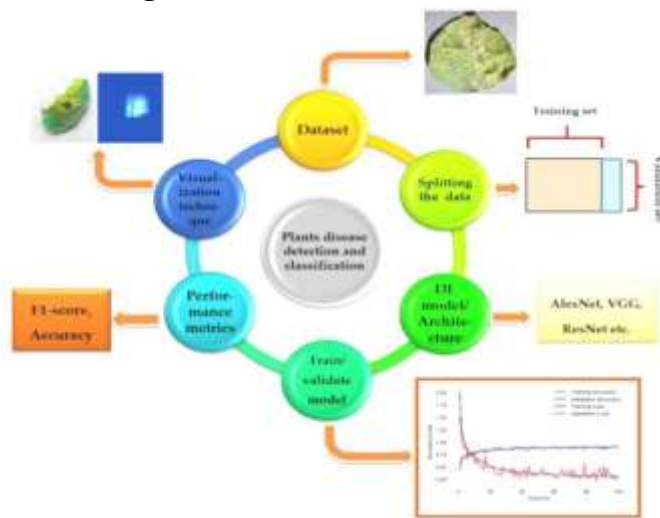 Dataset
Training set
Splitting
the data
Visual-
ization
techni-
que
Plants disease
detection and
classification
Perfor-
mance
metrics
Dl
model/
Archite-
cture
F1-score,
Accuracy
AlexNet, VGG,
ResNet etc.
Train/
validate
model